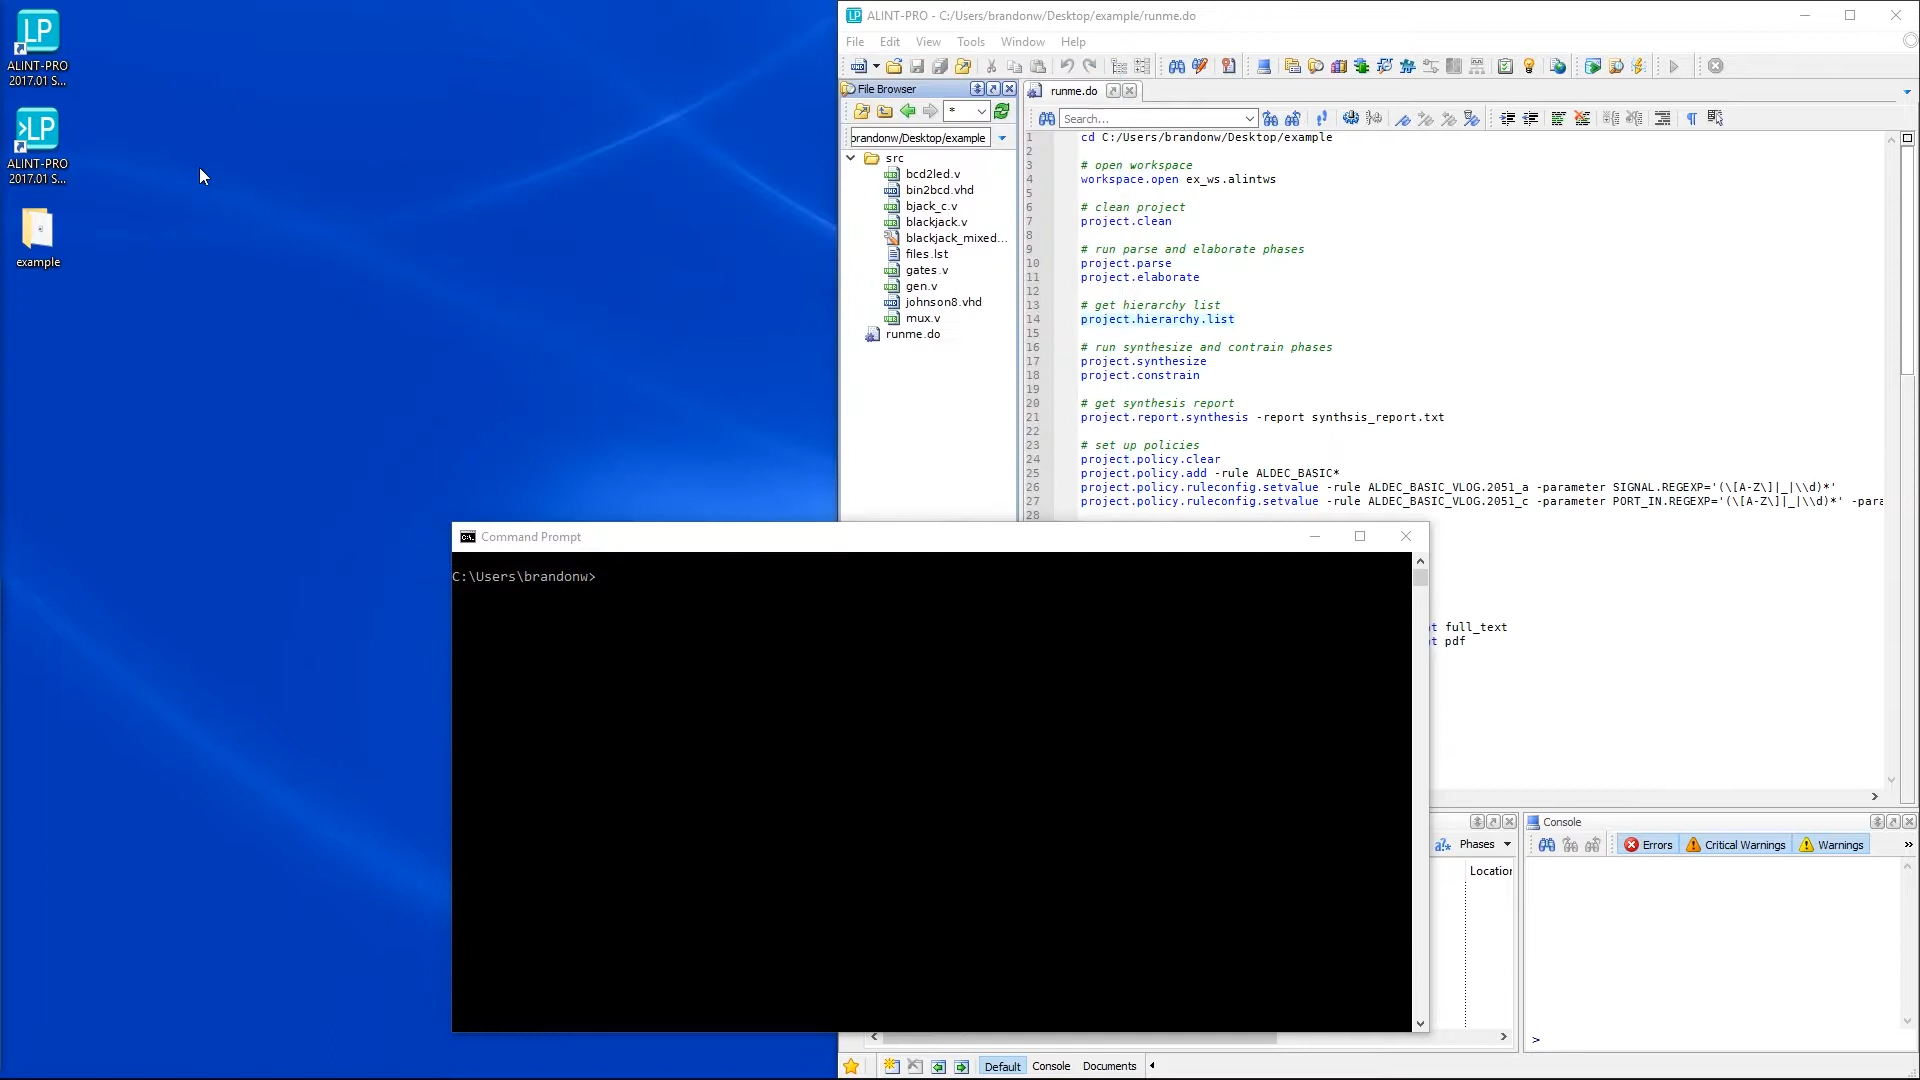 LP
ALINT-PRO
2017.01 S...
>LP
ALINT-PRO
2017.01 S...
example
LP ALINT-PRO - C:/Users/brandonw/Desktop/example/runme.do
File Edit View Tools Window Help
File Browser
*
brandonw/Desktop/example
src
bcd2led.v
bin2bcd.vhd
bjack_c.v
blackjack.v
blackjack_mixed...
files.lst
gates.v
gen.v
johnson8.vhd
mux.v
runme.do
runme.do
Search...
1 cd C:/Users/brandonw/Desktop/example
2
3 # open workspace
4 workspace.open ex_ws.alintws
5
6 # clean project
7 project.clean
8
9 # run parse and elaborate phases
10 project.parse
11 project.elaborate
12
13 # get hierarchy list
14 project.hierarchy.list
15
16 # run synthesize and contrain phases
17 project.synthesize
18 project.constrain
19
20 # get synthesis report
21 project.report.synthesis -report synthsis_report.txt
22
23 # set up policies
24 project.policy.clear
25 project.policy.add -rule ALDEC_BASIC*
26 project.policy.ruleconfig.setvalue -rule ALDEC_BASIC_VLOG.2051_a -parameter SIGNAL.REGEXP='(\[A-Z\]|_|\\d)*'
27 project.policy.ruleconfig.setvalue -rule ALDEC_BASIC_VLOG.2051_c -parameter PORT_IN.REGEXP='(\[A-Z\]|_|\\d)*' -para
28
t full_text
t pdf
Command Prompt
C:\Users\brandonw>
Phases
Location
Console
Errors Critical Warnings Warnings »
>
Default Console Documents